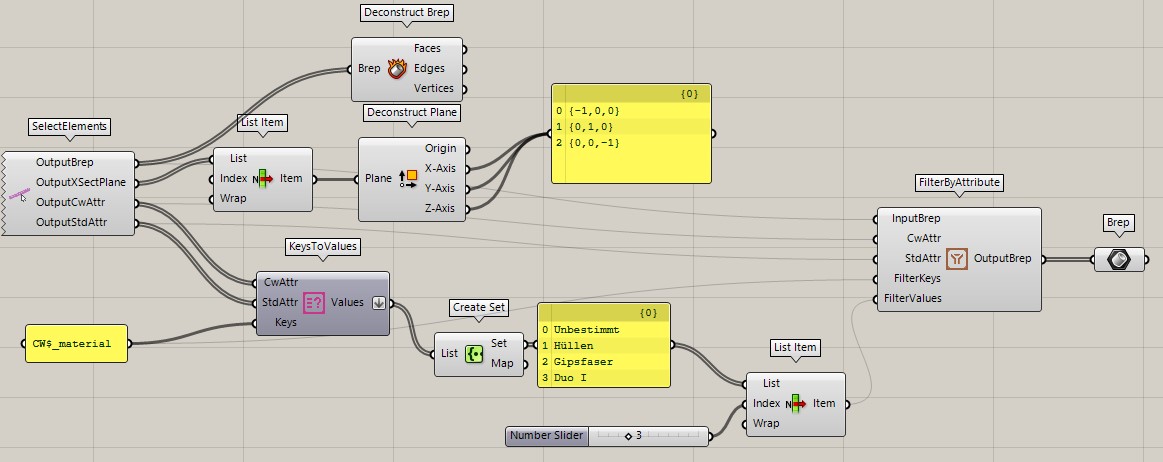 Deconstruct Brep
Faces
Brep
Edges
Vertices
Deconstruct Plane
{0}
0 {-1,0,0}
1 {0,1,0}
2 {0,0,-1}
SelectElements
OutputBrep
OutputXSectPlane
OutputCwAttr
OutputStdAttr
List Item
List
Index
N
Item
Wrap
Origin
X-Axis
Plane
Y-Axis
Z-Axis
FilterByAttribute
InputBrep
CwAttr
StdAttr
OutputBrep
FilterKeys
FilterValues
Brep
KeysToValues
CwAttr
StdAttr
Values
Keys
CW$_material
Create Set
Set
List
Map
{0}
0 Unbestimmt
1 Hüllen
2 Gipsfaser
3 Duo I
List Item
List
Index
N
Item
Wrap
Number Slider
3